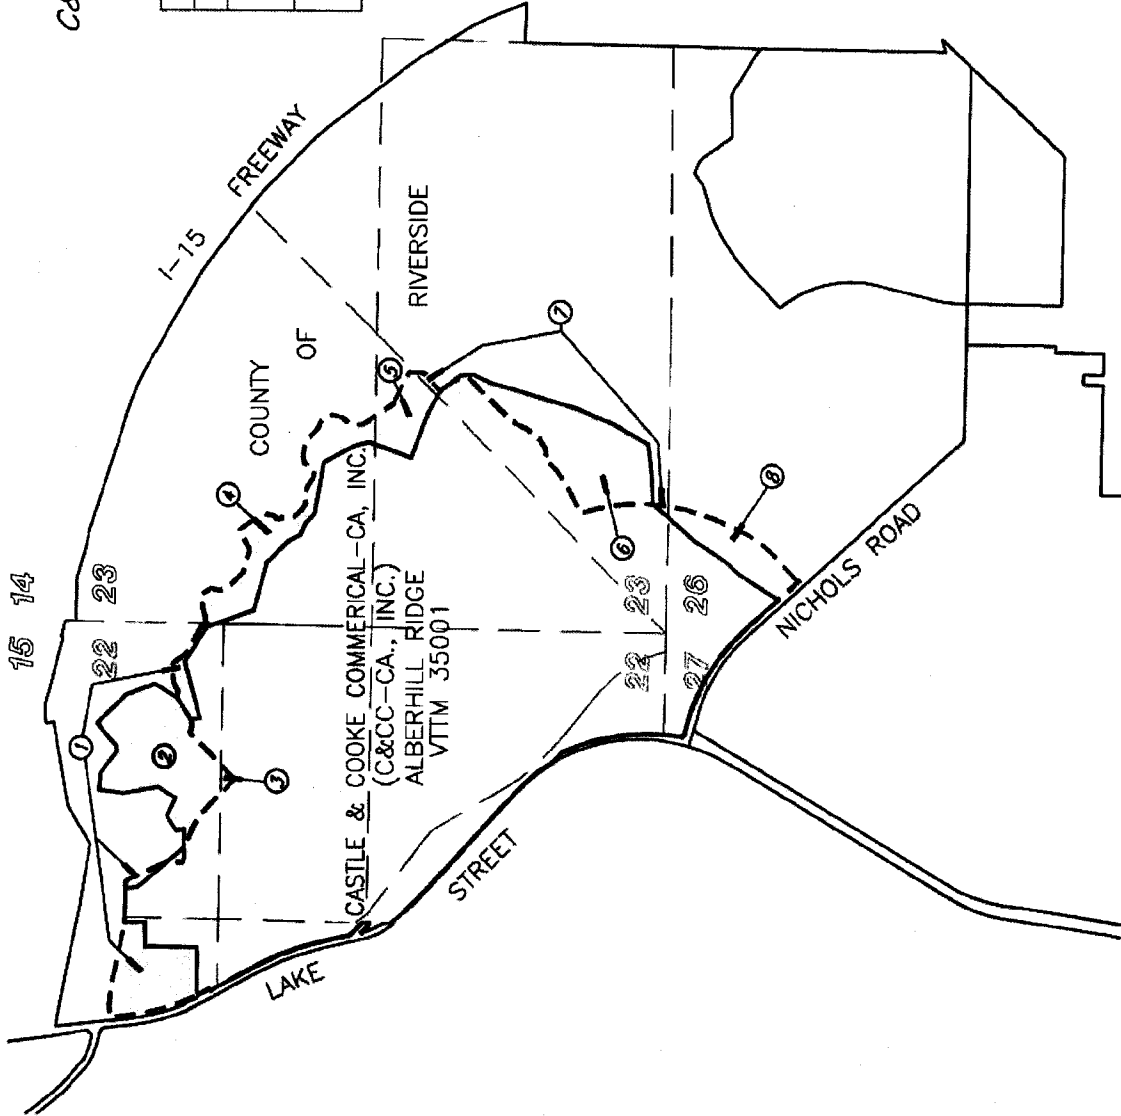 C&
I-15
FREEWAY
COUNTY
OF
RIVERSIDE
15
14
22
23
1
2
3
4
5
6
7
8
CASTLE & COOKE COMMERICAL-CA, INC.
(C&CC-CA., INC.)
ALBERHILL RIDGE
VTTM 35001
22
23
27
26
LAKE
STREET
NICHOLS ROAD